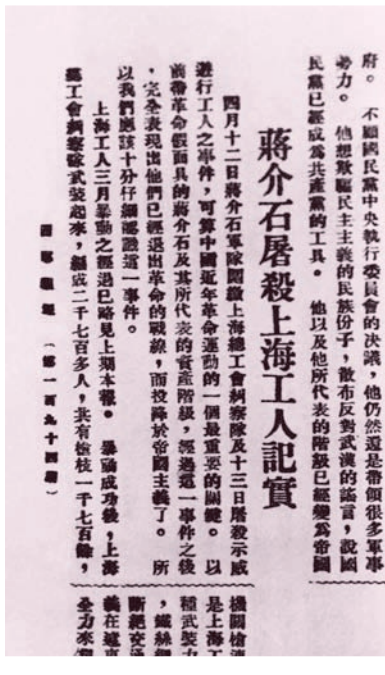 府。 不顧國民黨中央執行委員會的決議，他仍然還是帶領很多軍事
勢力。 他想欺騙民主主義的民族份子，散布反對武漢的謠言，說國
民黨已經成爲共產黨的工具。 他以及他所代表的階級已經變爲帝國
蔣介石屠殺上海工人記實
四月十二日蔣介石軍隊圍繳上海總工會糾察隊及十三日屠殺示威
遊行工人之事件，可算中國近年革命運動的一個最重要的關鍵。 以
前帶革命假面具的蔣介石及其所代表的資產階級，經過這一事件之後
，完全表現出他們已經退出革命的戰線，而投降於帝國主義了。 所
以我們應該十分仔細認識這一事件。
上海工人三月暴動之經過已略見上期本報。 暴動成功後，上海
總工會糾察隊武裝起來，編成二千七百多人，共有槍枝一千七百餘，
（第一百九十四期）
機關槍
是上海工
種武裝力
，鐵絲
斷絕交通
義在遠東
全力來